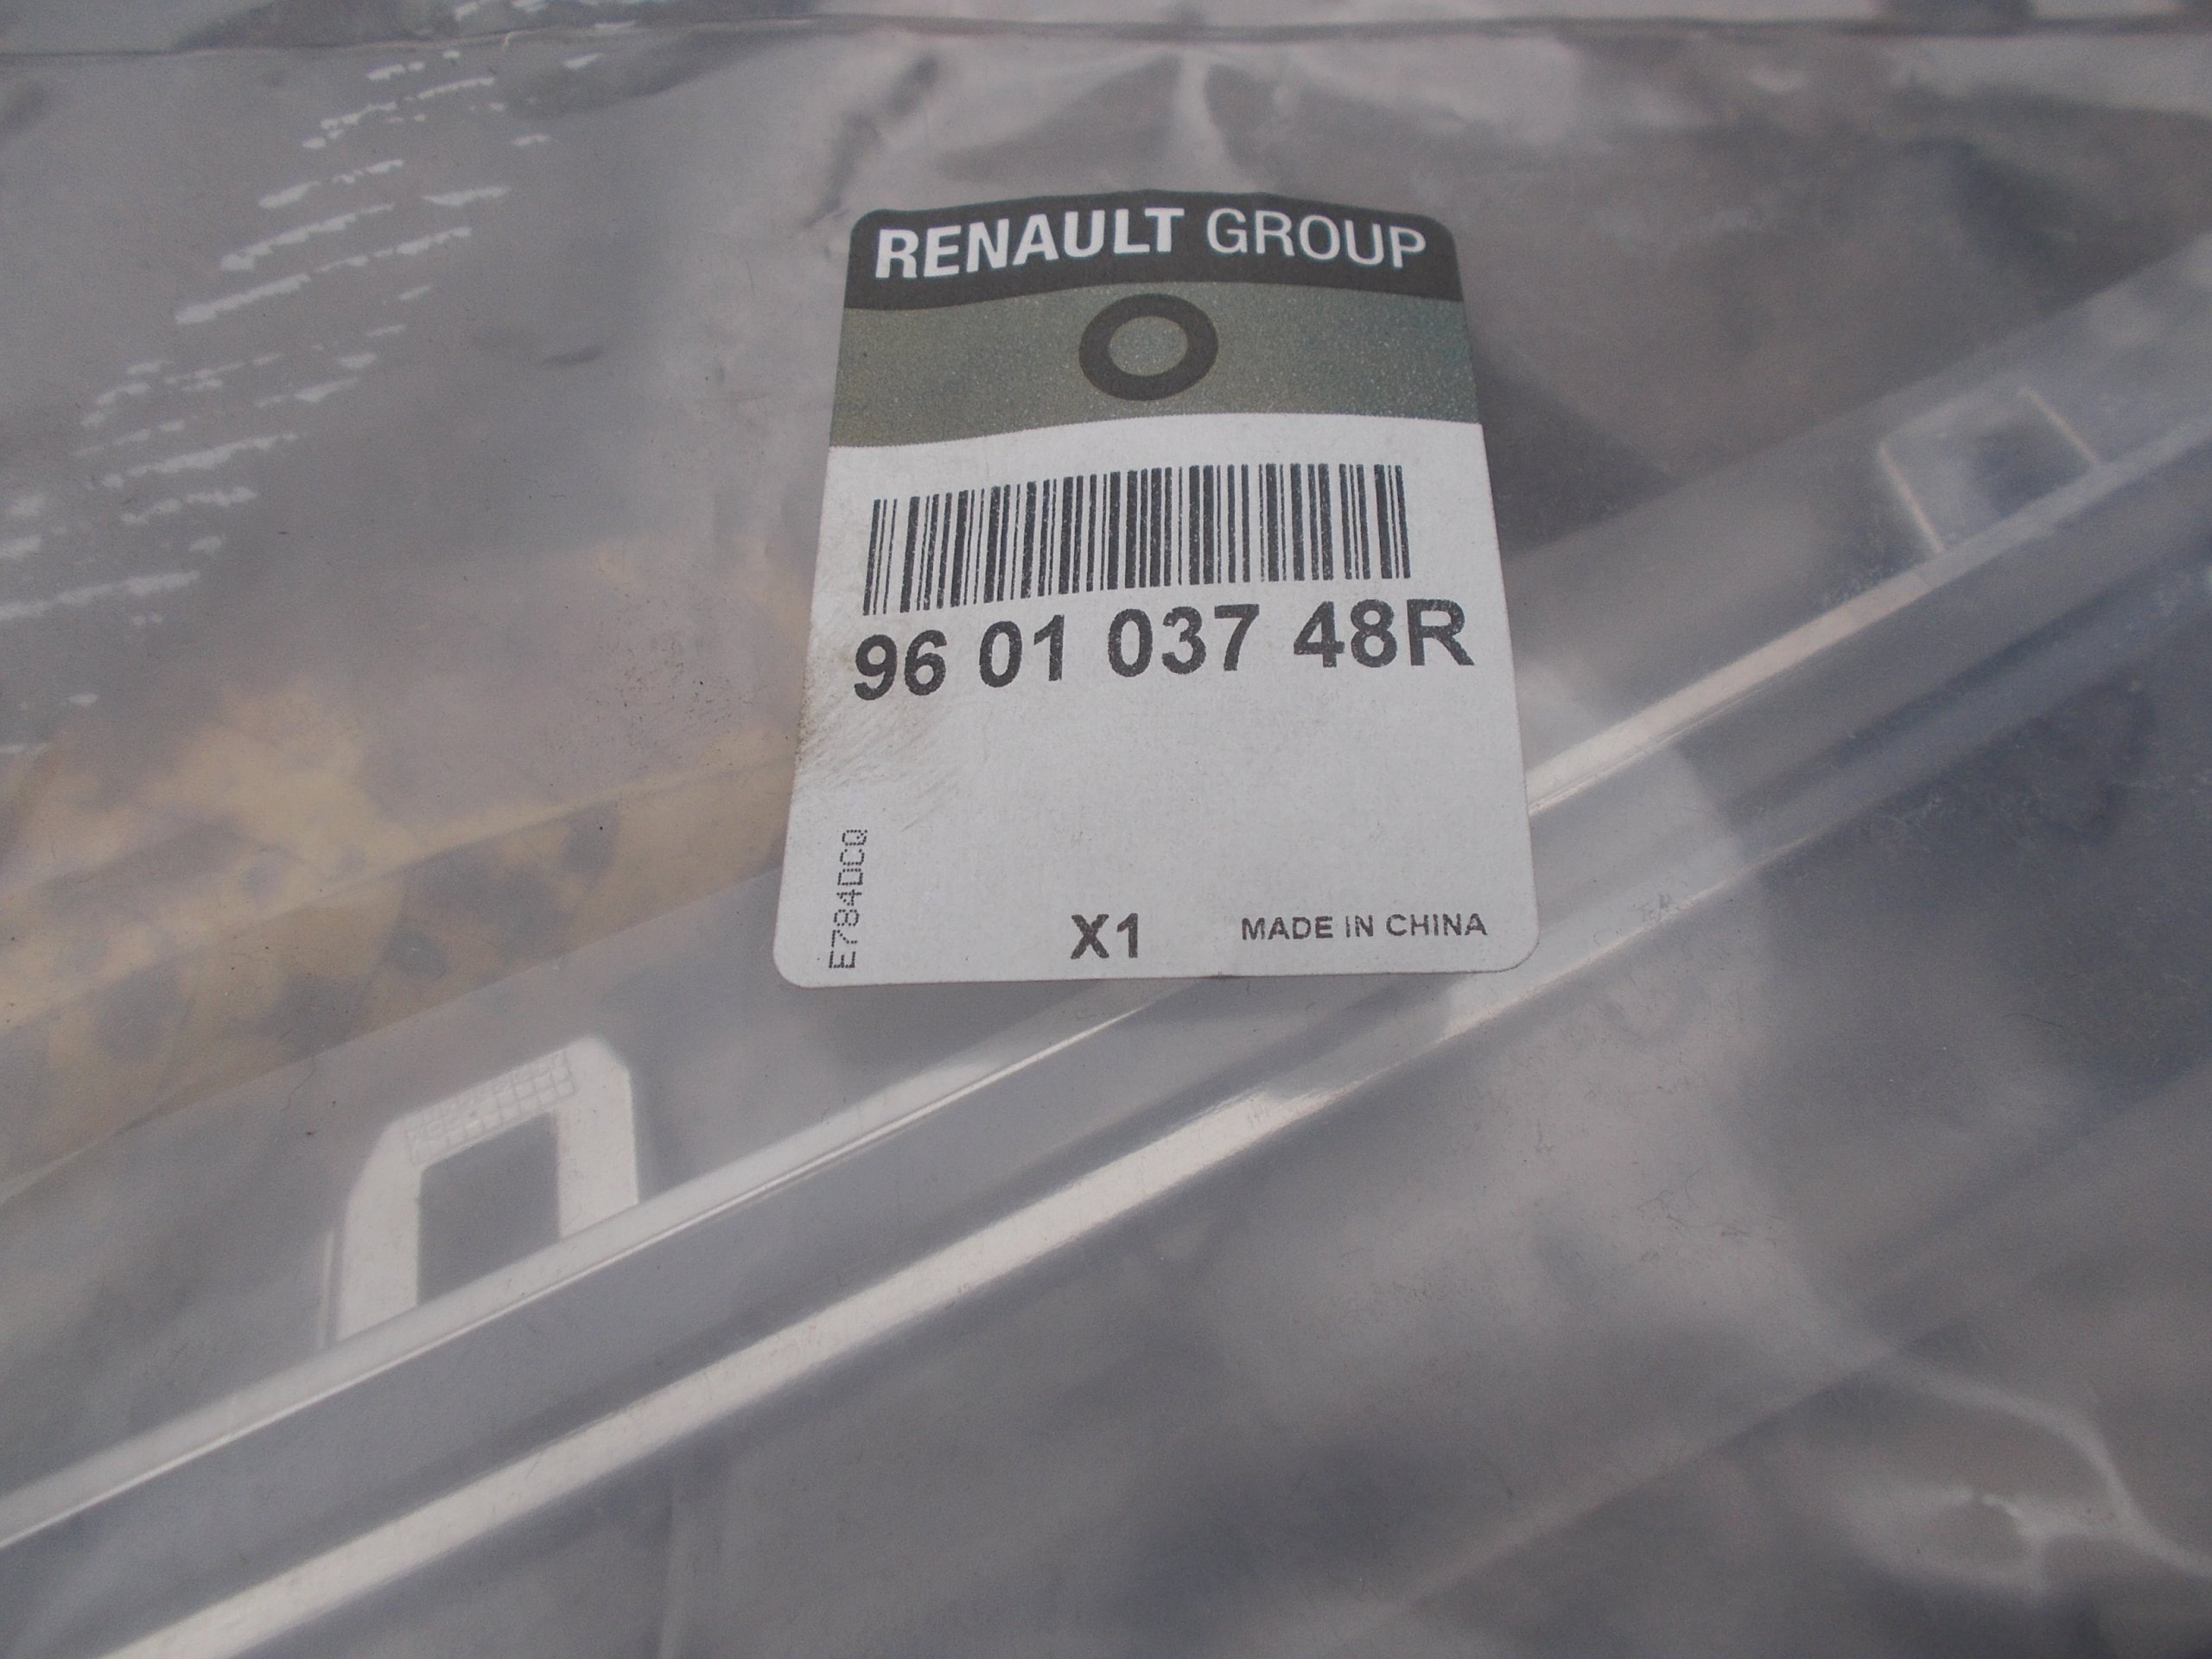 RENAULT GROUP
96 01 037 48R
E784DCQ
X1
MADE IN CHINA